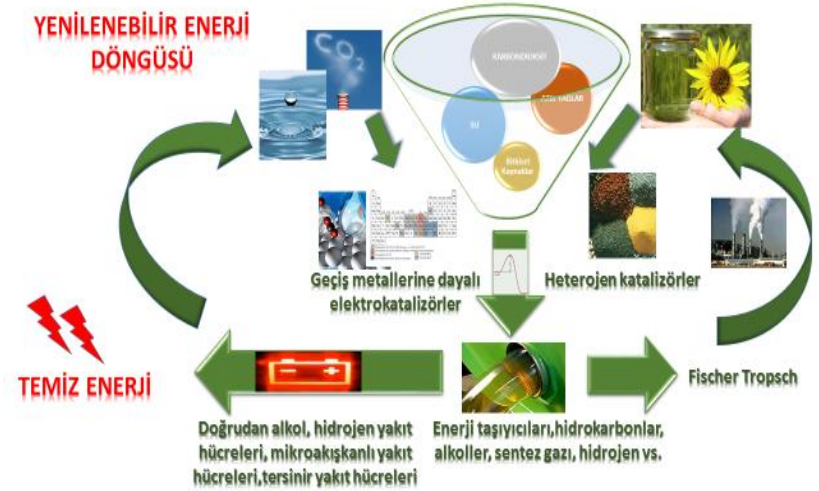 YENİLENEBİLİR ENERJİ
DÖNGÜSÜ
CO2
KARBONDİOKSİT
ATIK YAĞLAR
SU
Bitkisel
Kaynaklar
Geçiş metallerine dayalı
elektrokatalizörler
Heterojen katalizörler
TEMİZ ENERJİ
Fischer Tropsch
Doğrudan alkol, hidrojen yakıt
hücreleri, mikroakışkanlı yakıt
hücreleri,tersinir yakıt hücreleri
Enerji taşıyıcıları,hidrokarbonlar,
alkoller, sentez gazı, hidrojen vs.